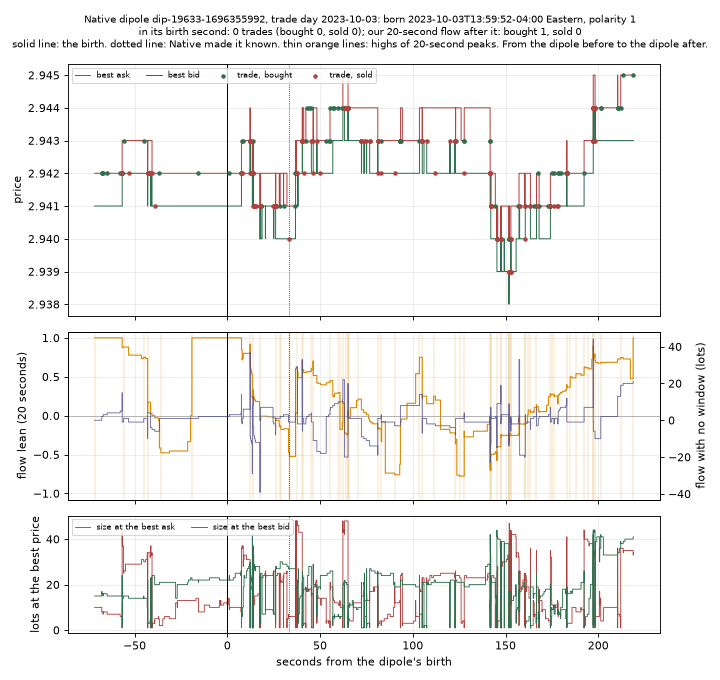 Native dipole dip-19633-1696355992, trade day 2023-10-03: born 2023-10-03T13:59:52-04:00 Eastern, polarity 1
in its birth second: 0 trades (bought 0, sold 0); our 20-second flow after it: bought 1, sold 0
solid line: the birth. dotted line: Native made it known. thin orange lines: highs of 20-second peaks. From the dipole before to the dipole after.
best ask best bid trade, bought trade, sold
2.945
2.944
2.943
2.942
2.941
2.940
2.939
2.938
price
−50 0 50 100 150 200
1.0
0.5
0.0
−0.5
−1.0
flow lean (20 seconds)
40
20
0
−20
−40
flow with no window (lots)
size at the best ask size at the best bid
40
20
0
lots at the best price
−50 0 50 100 150 200
seconds from the dipole's birth